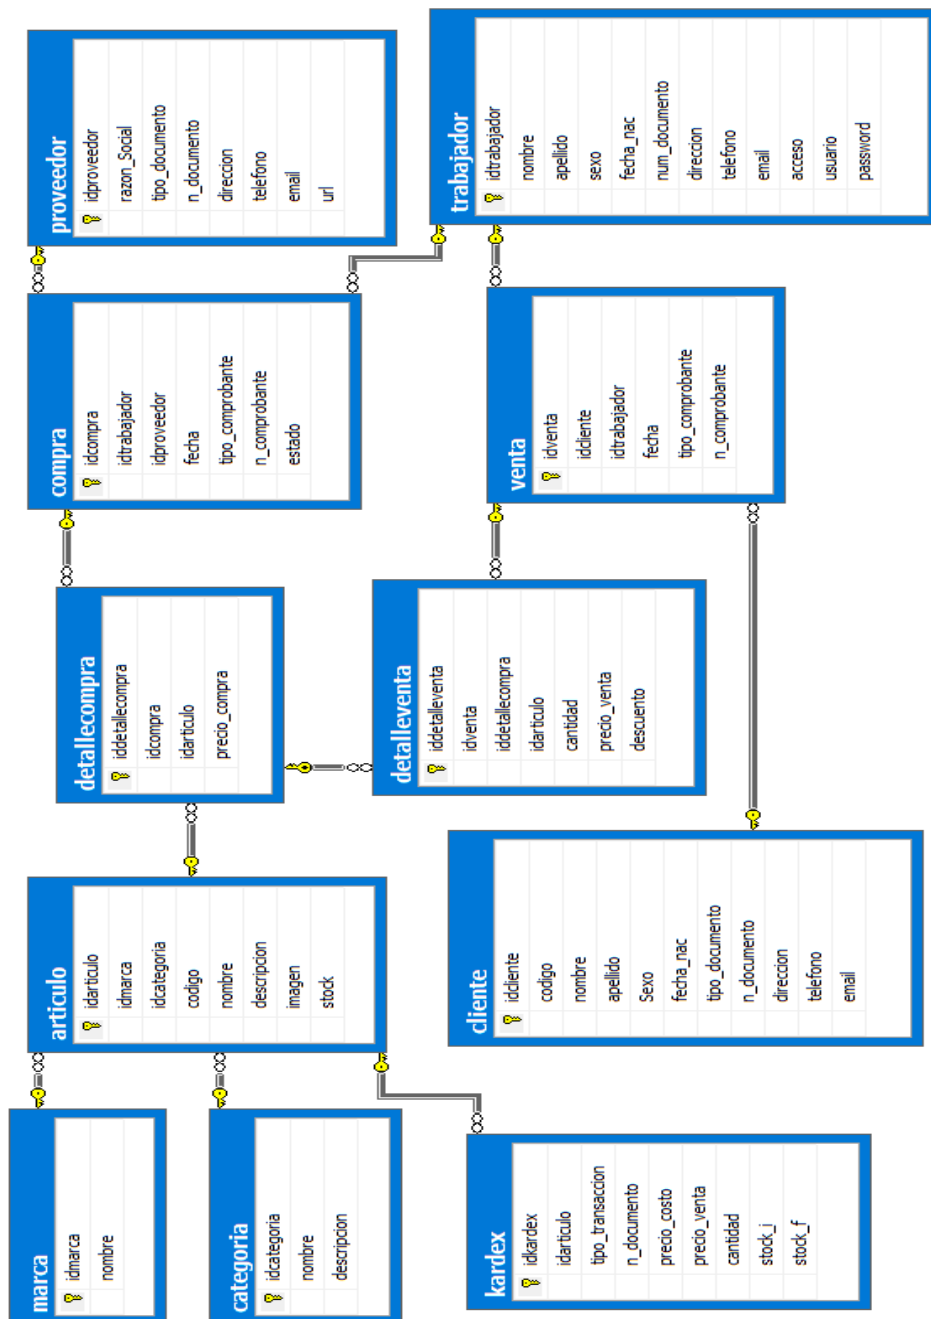 marca
idmarca
nombre
categoria
idcategoria
nombre
descripcion
kardex
idkardex
idarticulo
tipo_transaccion
n_documento
precio_costo
precio_venta
cantidad
stock_i
stock_f
articulo
idarticulo
idmarca
idcategoria
codigo
nombre
descripcion
imagen
stock
cliente
idcliente
codigo
nombre
apellido
Sexo
fecha_nac
tipo_documento
n_documento
direccion
telefono
email
detallecompra
iddetallecompra
idcompra
idarticulo
precio_compra
detalleventa
iddetalleventa
idventa
iddetallecompra
idarticulo
cantidad
precio_venta
descuento
compra
idcompra
idtrabajador
idproveedor
fecha
tipo_comprobante
n_comprobante
estado
venta
idventa
idcliente
idtrabajador
fecha
tipo_comprobante
n_comprobante
proveedor
idproveedor
razon_Social
tipo_documento
n_documento
direccion
telefono
email
url
trabajador
idtrabajador
nombre
apellido
sexo
fecha_nac
num_documento
direccion
telefono
email
acceso
usuario
password